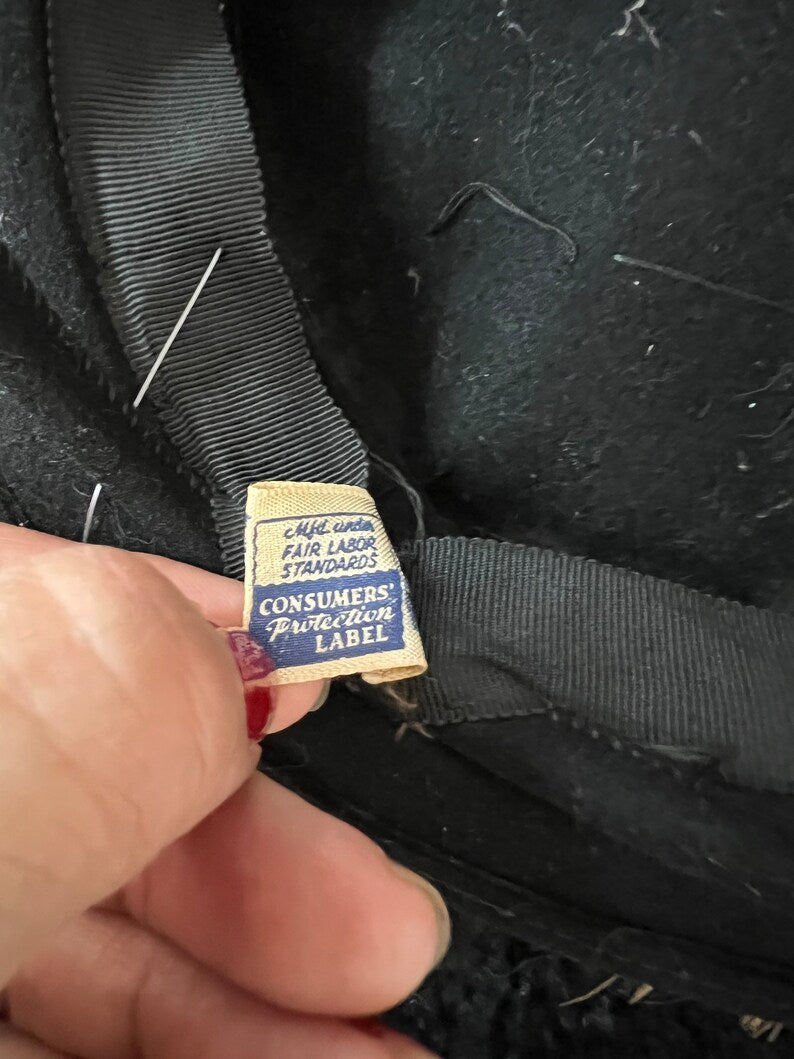 Mfd. under
FAIR LABOR
STANDARDS
CONSUMERS'
Protection
LABEL